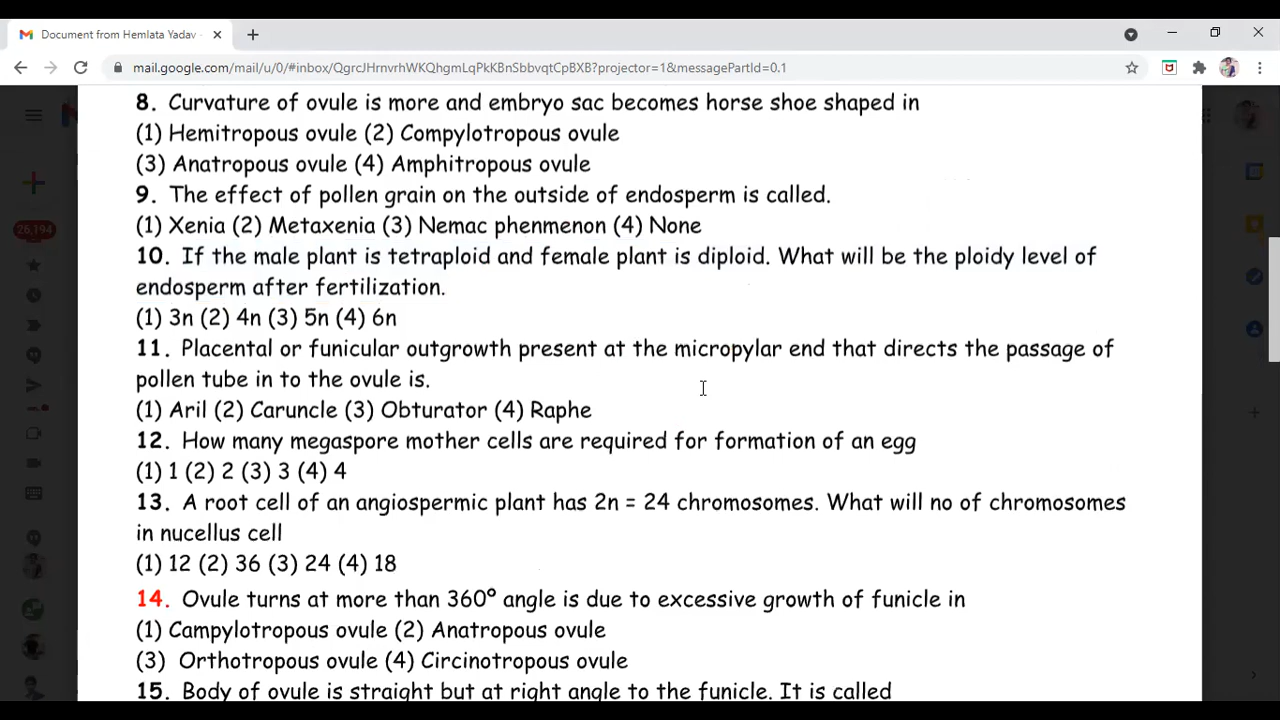 Document from Hemlata Yadav -
mail.google.com/mail/u/0/#inbox/QgrcJHrnvrhWKQhgmLqPkKBnSbbvqtCpBXB?projector=1&messagePartId=0.1
8. Curvature of ovule is more and embryo sac becomes horse shoe shaped in
(1) Hemitropous ovule (2) Compylotropous ovule
(3) Anatropous ovule (4) Amphitropous ovule
9. The effect of pollen grain on the outside of endosperm is called.
(1) Xenia (2) Metaxenia (3) Nemac phenmenon (4) None
26,194
10. If the male plant is tetraploid and female plant is diploid. What will be the ploidy level of
endosperm after fertilization.
(1) 3n (2) 4n (3) 5n (4) 6n
11. Placental or funicular outgrowth present at the micropylar end that directs the passage of
pollen tube in to the ovule is.
(1) Aril (2) Caruncle (3) Obturator (4) Raphe
12. How many megaspore mother cells are required for formation of an egg
(1) 1 (2) 2 (3) 3 (4) 4
13. A root cell of an angiospermic plant has 2n = 24 chromosomes. What will no of chromosomes
in nucellus cell
(1) 12 (2) 36 (3) 24 (4) 18
14. Ovule turns at more than 360° angle is due to excessive growth of funicle in
(1) Campylotropous ovule (2) Anatropous ovule
(3) Orthotropous ovule (4) Circinotropous ovule
15. Body of ovule is straight but at right angle to the funicle. It is called